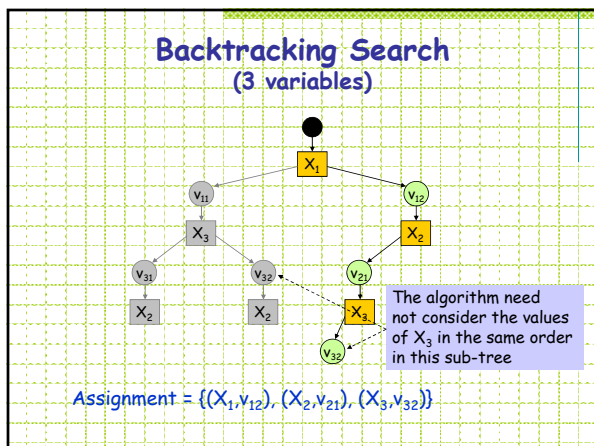 Backtracking Search
(3 variables)
X₁
v₁₁ v₁₂
X₃ X₂
v₃₁ v₃₂ v₂₁
X₂ X₂ X₃
v₃₂
The algorithm need
not consider the values
of X₃ in the same order
in this sub-tree
Assignment = {(X₁,v₁₂), (X₂,v₂₁), (X₃,v₃₂)}